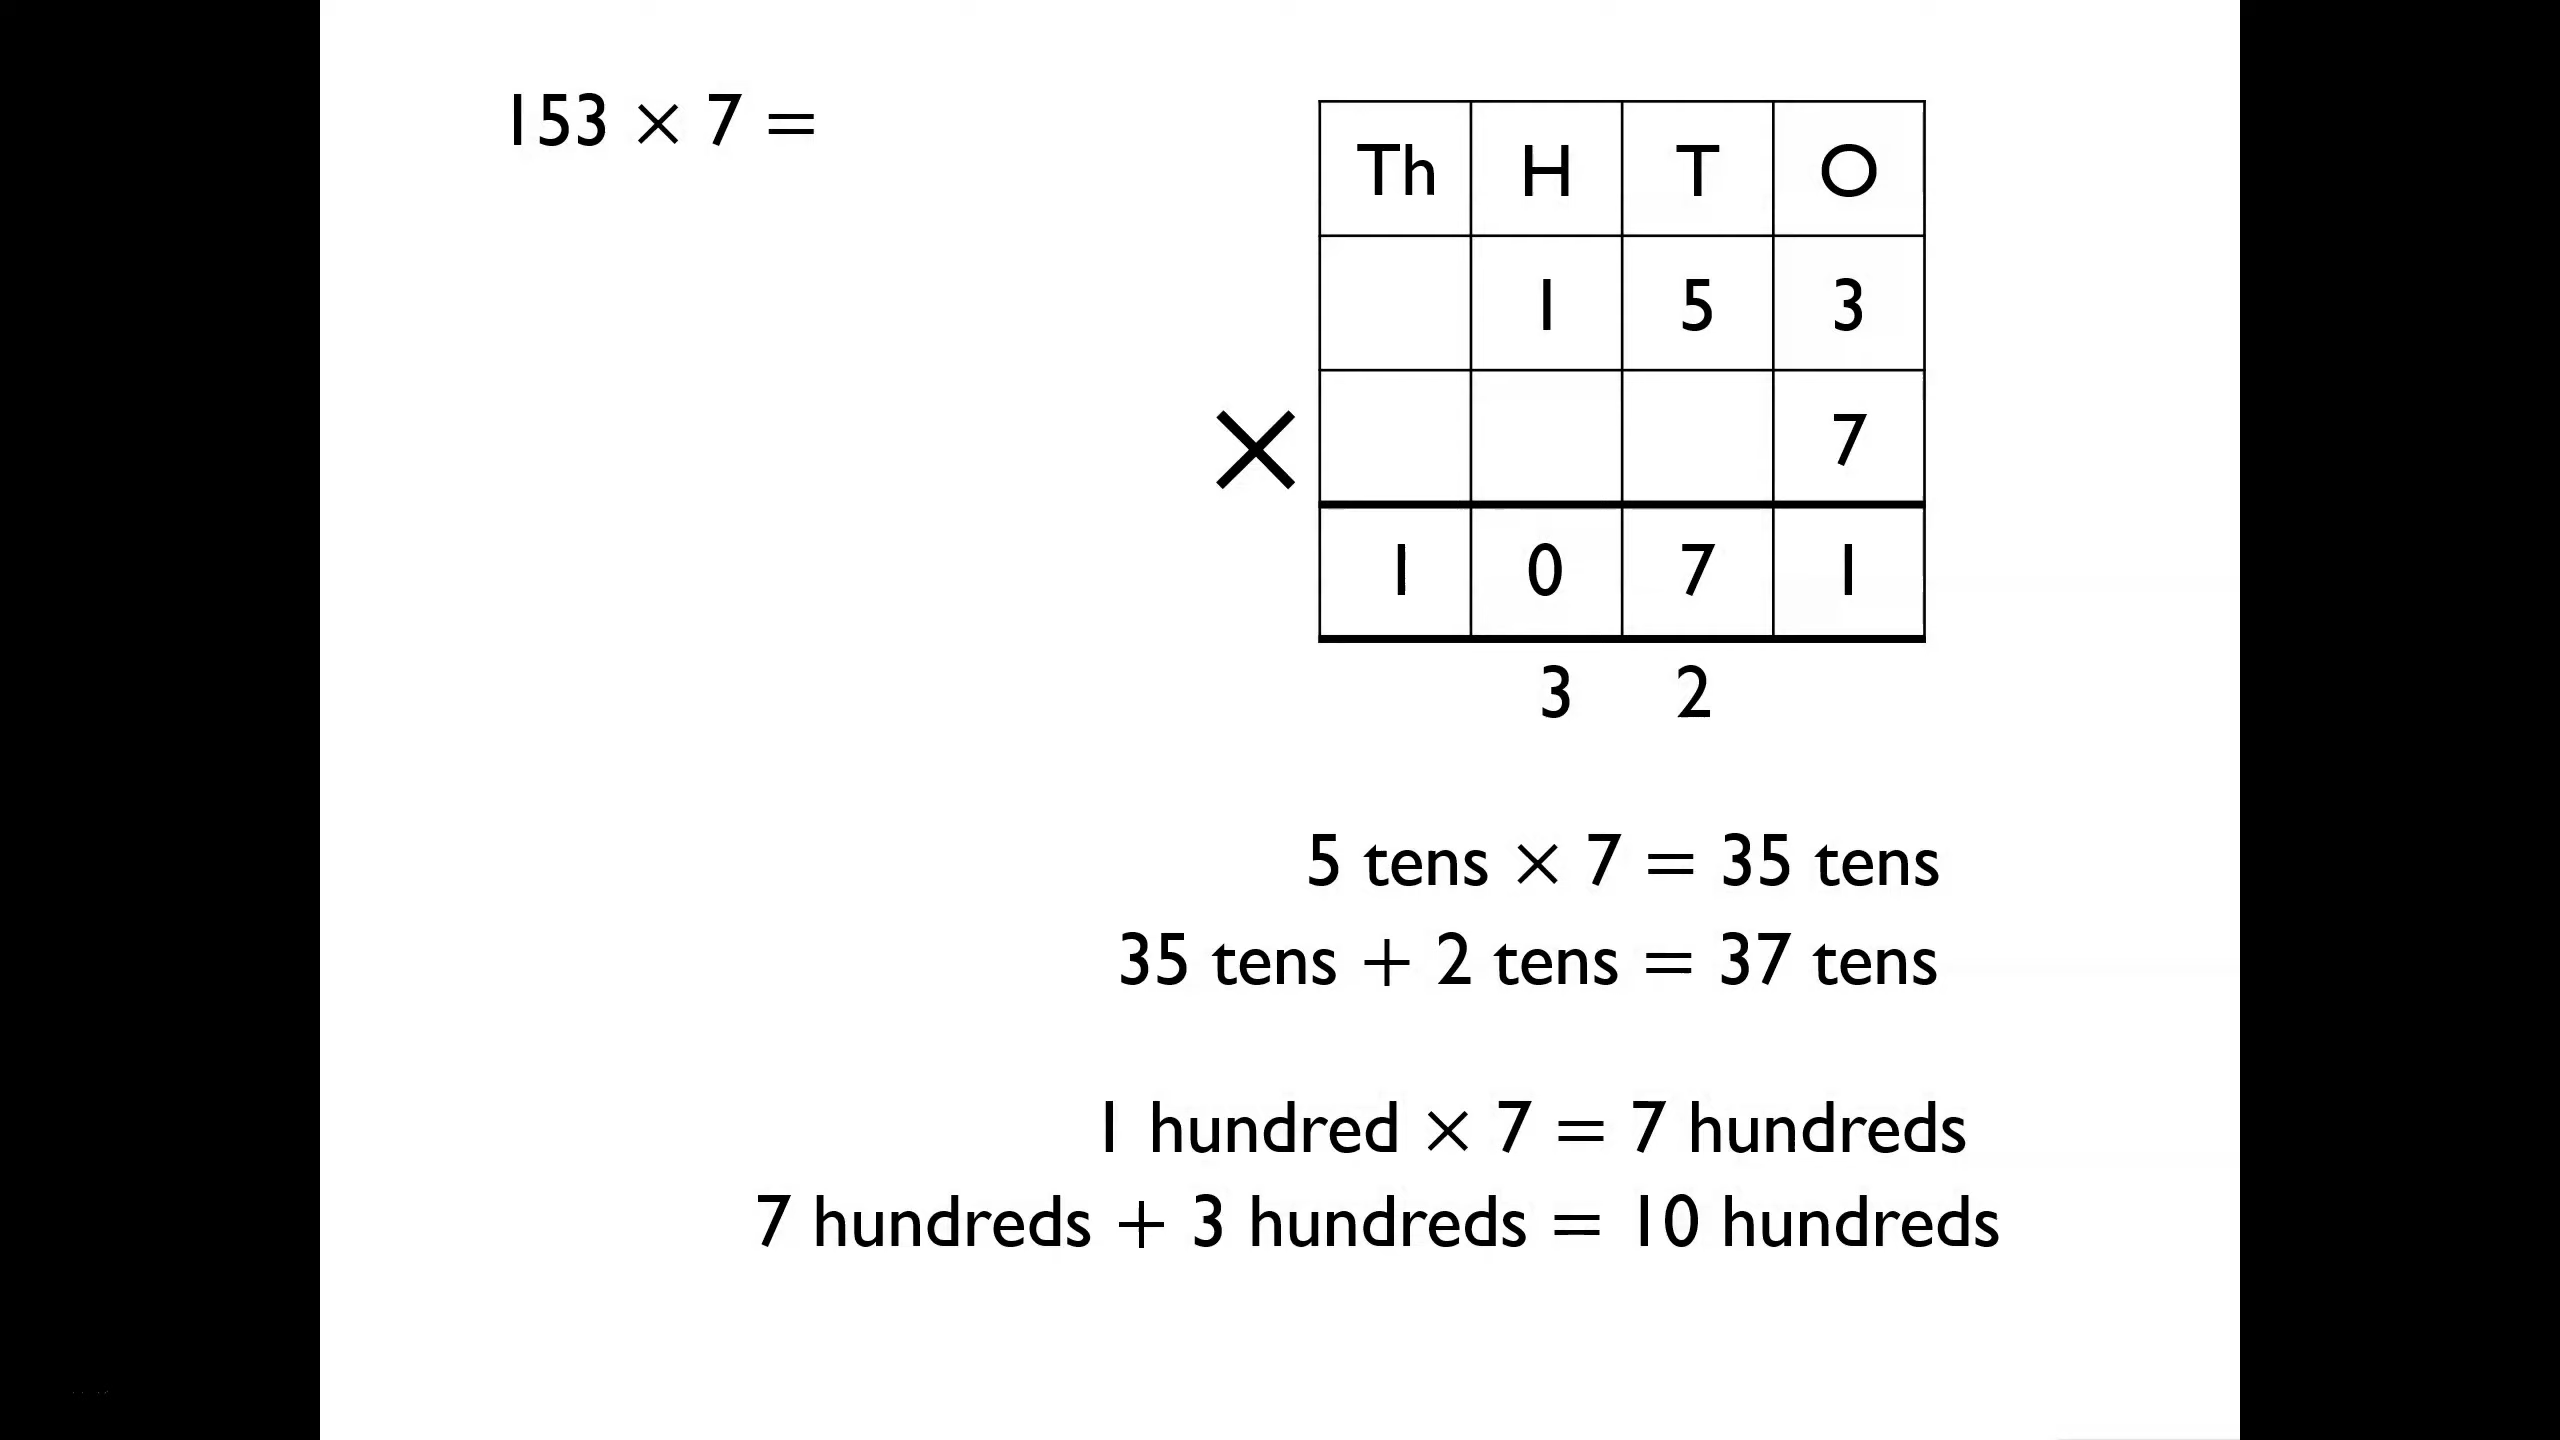 153 × 7 =
Th H T O
1 5 3
× 7
1 0 7 1
3 2
5 tens × 7 = 35 tens
35 tens + 2 tens = 37 tens
1 hundred × 7 = 7 hundreds
7 hundreds + 3 hundreds = 10 hundreds